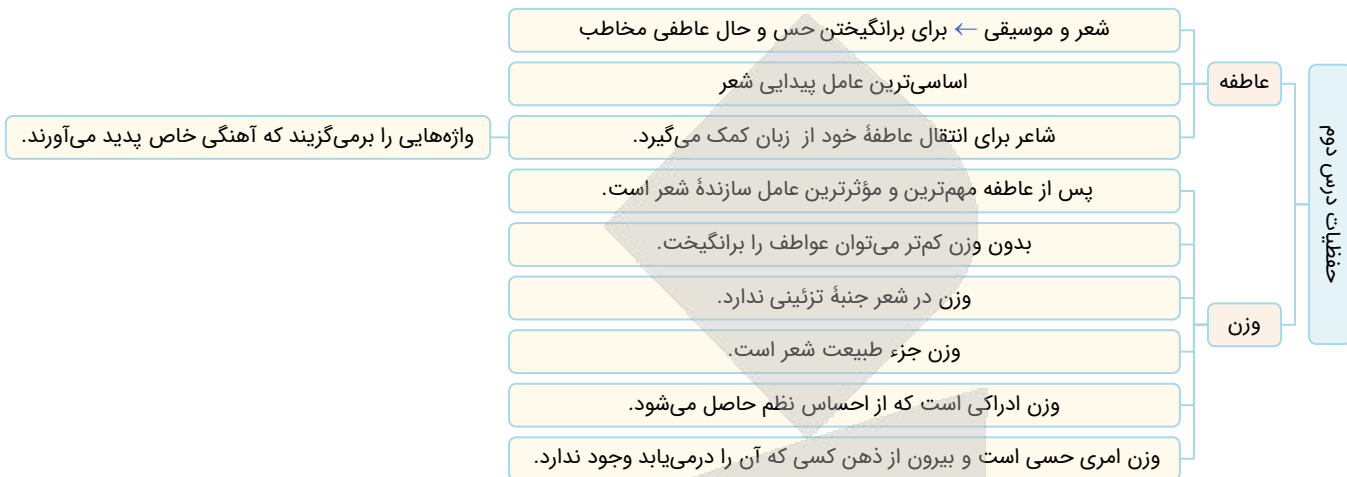 حفظیات درس دوم
عاطفه
شعر و موسیقی ← برای برانگیختن حس و حال عاطفی مخاطب
اساسی‌ترین عامل پیدایی شعر
شاعر برای انتقال عاطفهٔ خود از زبان کمک می‌گیرد.
واژه‌هایی را برمی‌گزیند که آهنگی خاص پدید می‌آورند.
وزن
پس از عاطفه مهم‌ترین و مؤثرترین عامل سازندهٔ شعر است.
بدون وزن کم‌تر می‌توان عواطف را برانگیخت.
وزن در شعر جنبهٔ تزئینی ندارد.
وزن جزء طبیعت شعر است.
وزن ادراکی است که از احساس نظم حاصل می‌شود.
وزن امری حسی است و بیرون از ذهن کسی که آن را درمی‌یابد وجود ندارد.